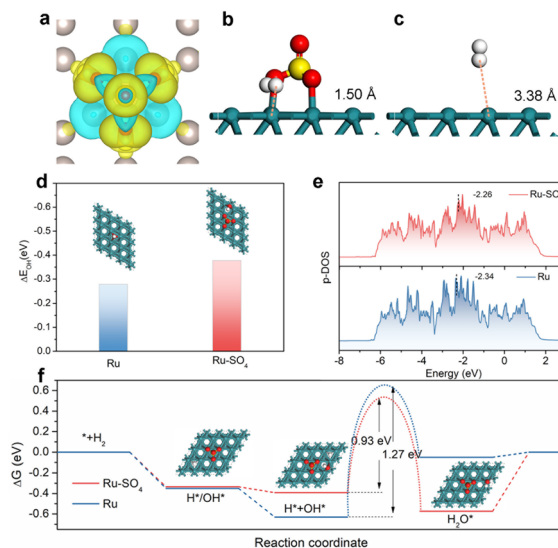 a
b
c
1.50 Å
3.38 Å
d
ΔE_OH(eV)
-0.6
-0.5
-0.4
-0.3
-0.2
-0.1
0.0
Ru
Ru-SO₄
e
p-DOS
-2.26
Ru-SO₄
-2.34
Ru
-8 -6 -4 -2 0 2
Energy (eV)
f
ΔG (eV)
0.6
0.4
0.2
0.0
-0.2
-0.4
-0.6
*+H₂
H*/OH*
H*+OH*
0.93 eV
1.27 eV
H₂O*
Ru-SO₄
Ru
Reaction coordinate